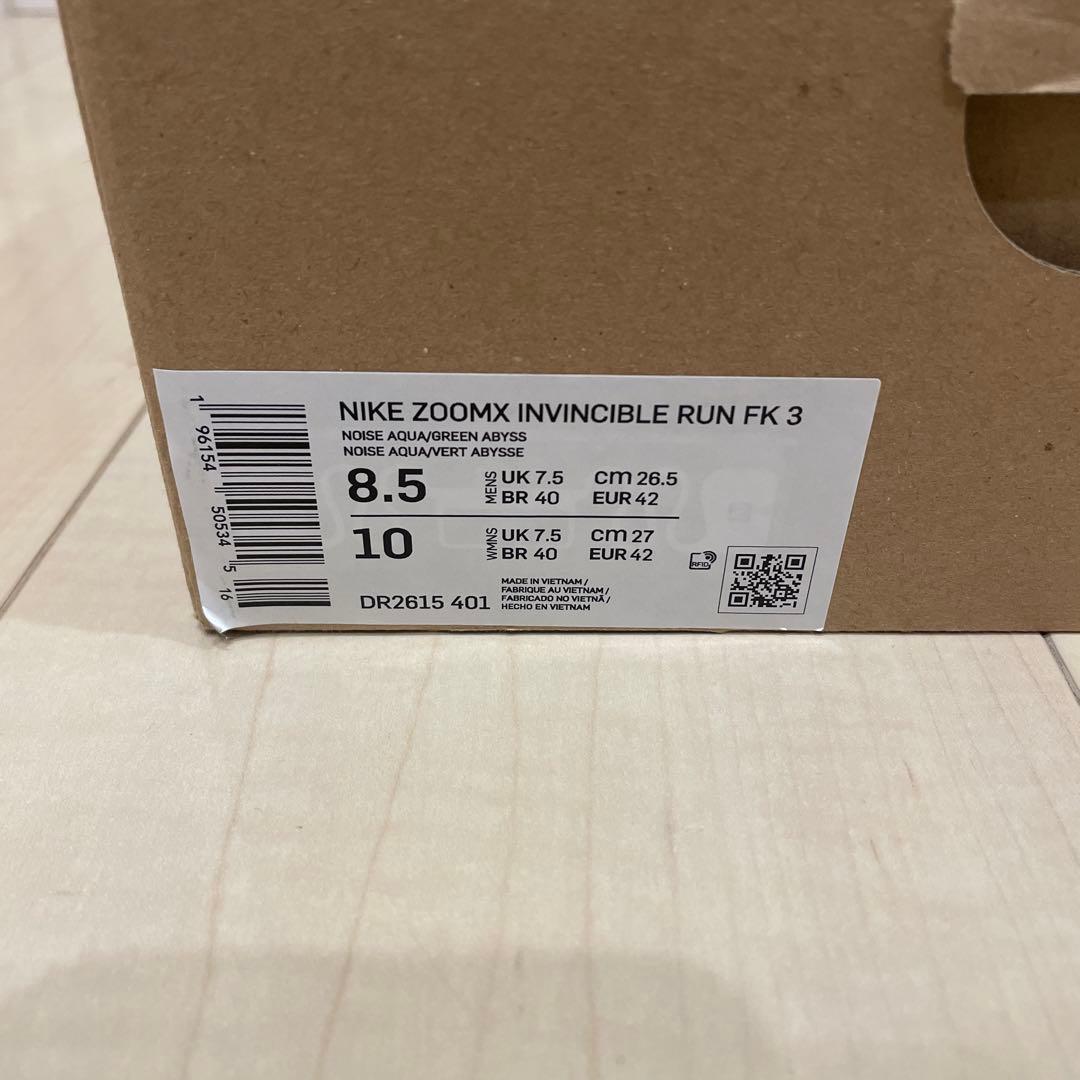 NIKE ZOOMX INVINCIBLE RUN FK 3
NOISE AQUA/GREEN ABYSS
NOISE AQUA/VERT ABYSSE
8.5 MENS UK 7.5 cm 26.5
BR 40 EUR 42
10 WMNS UK 7.5 cm 27
BR 40 EUR 42
DR2615 401
MADE IN VIETNAM /
FABRIQUE AU VIETNAM /
FABRICADO NO VIETNÃ /
HECHO EN VIETNAM
RFID
1 96154 50534 5 16